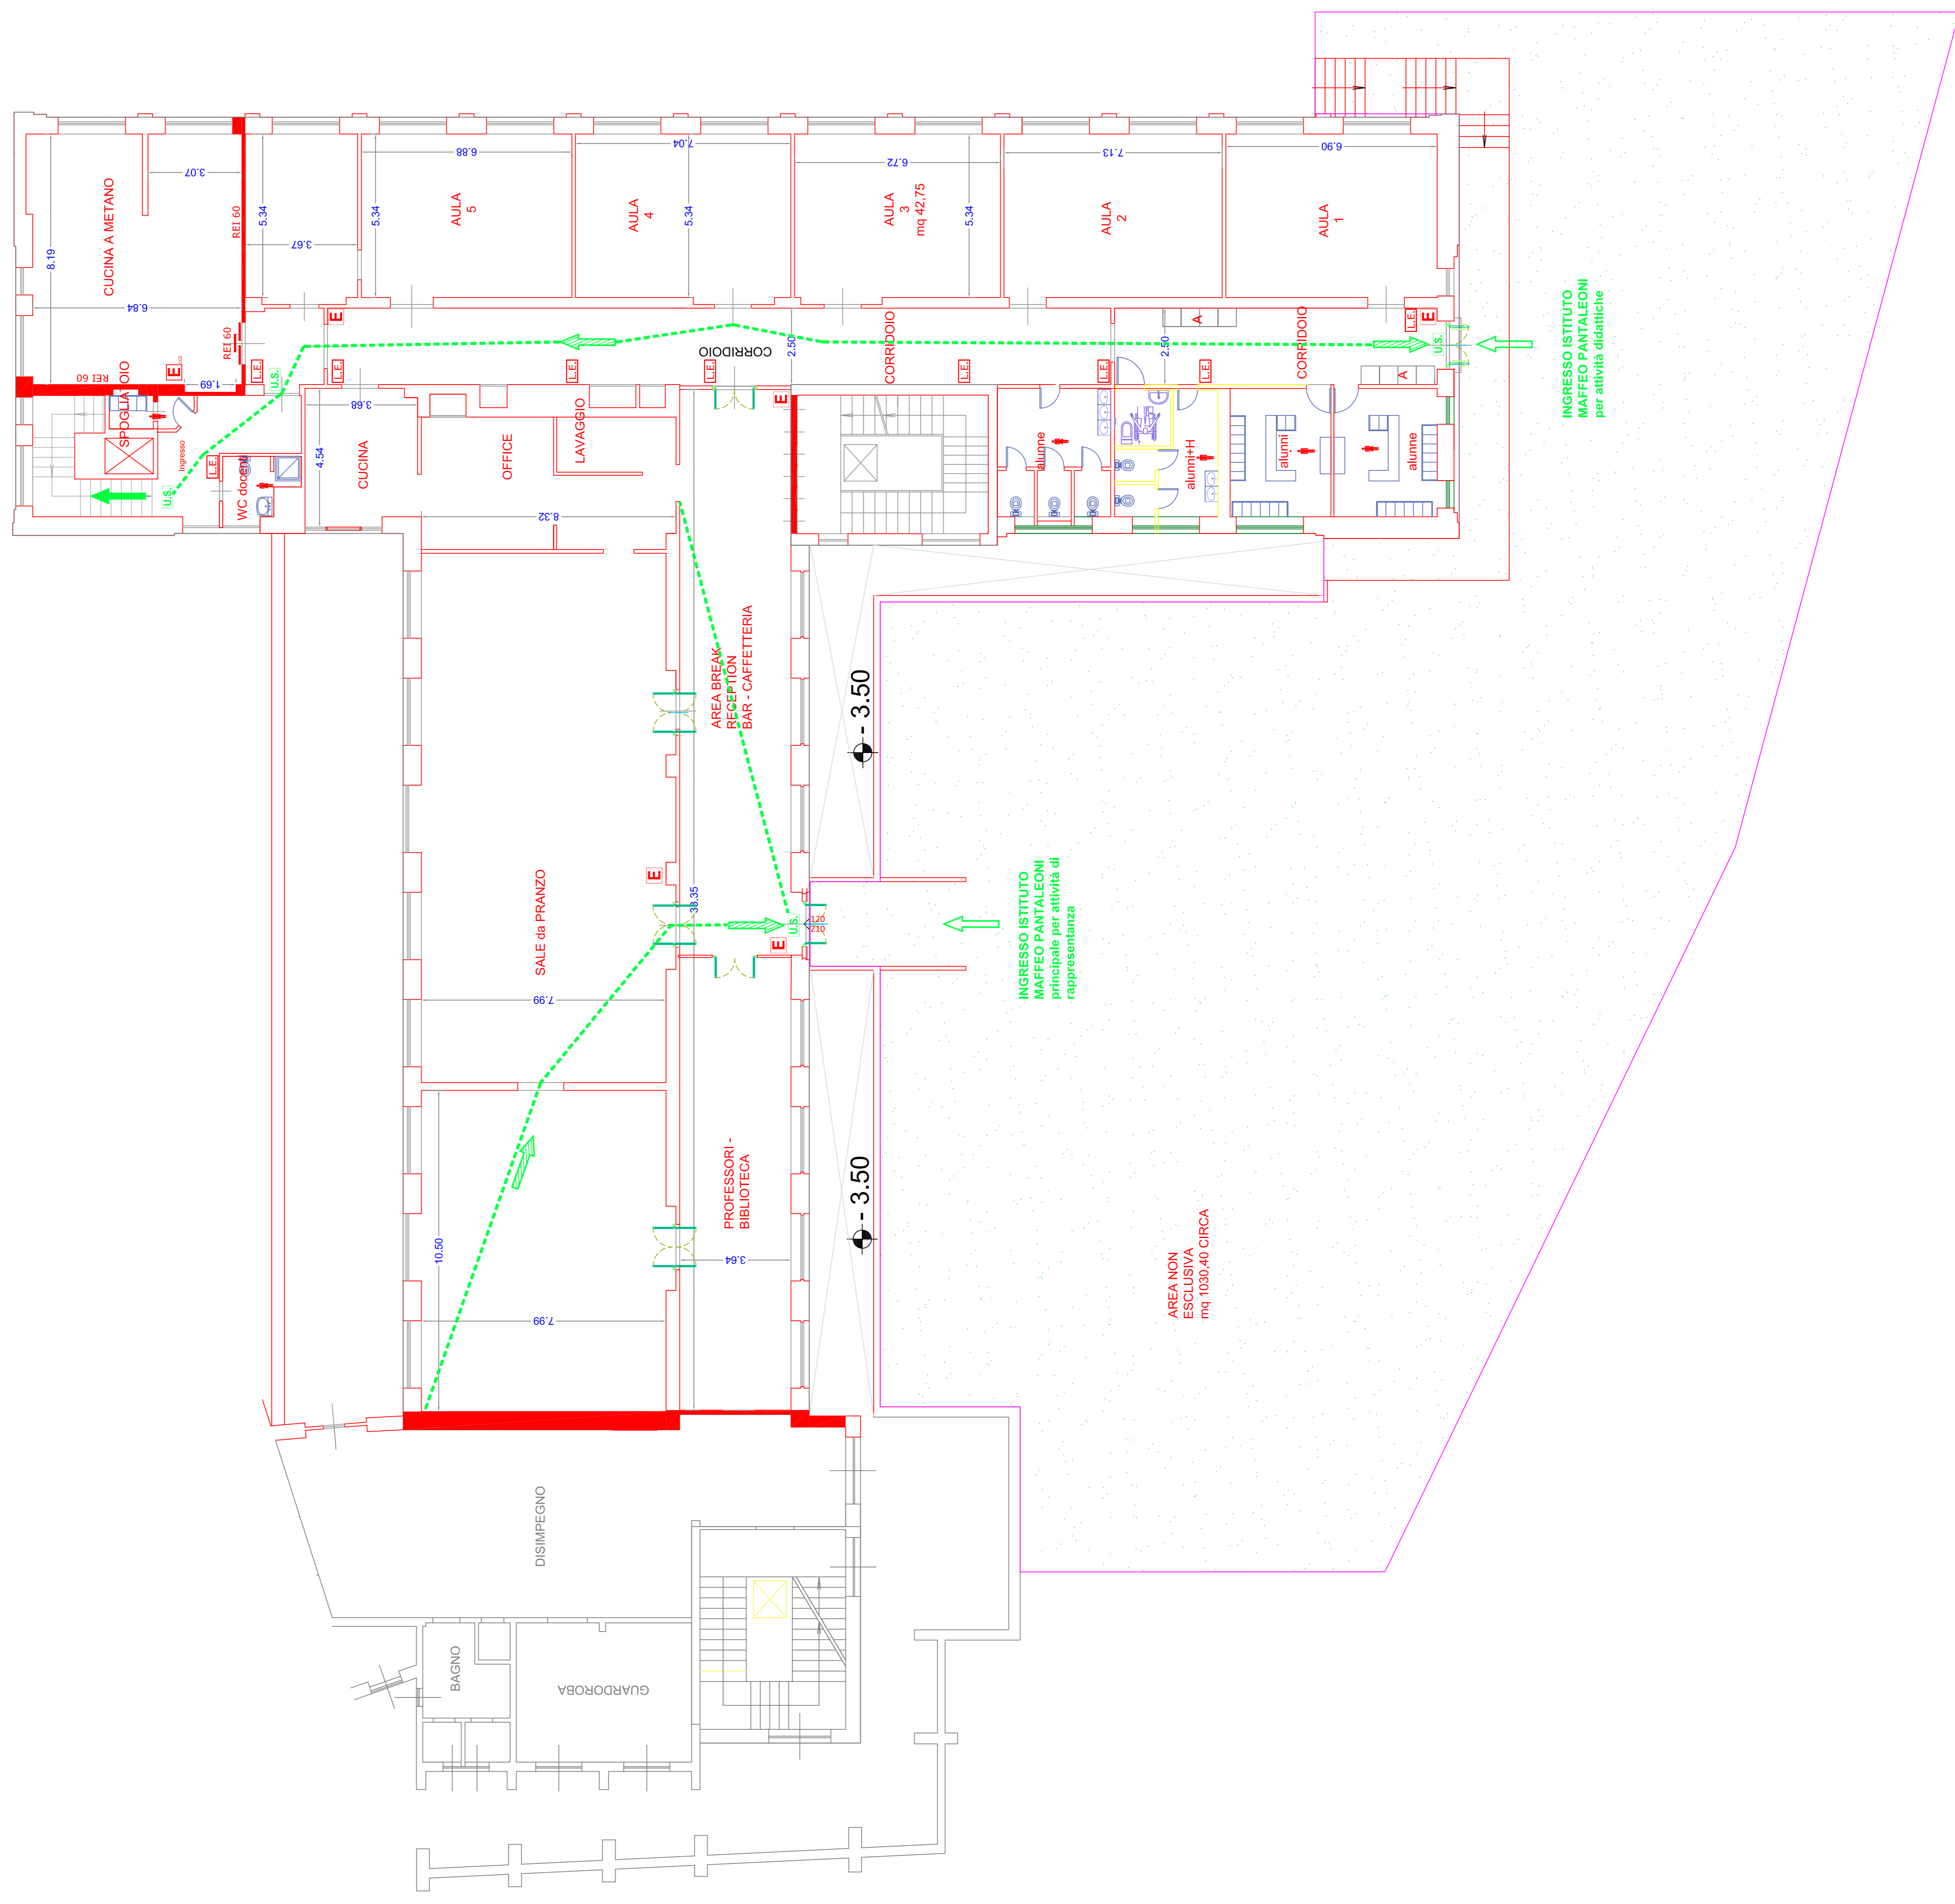 CUCINA A METANO
8.19
3.07
6.84
REI 60
REI 60
REI 60
1.69
5.34
3.67
5.34
6.88
AULA
5
7.04
AULA
4
5.34
6.72
AULA
3
mq 42,75
5.34
7.13
AULA
2
6.90
AULA
1
E
E
E
SPOGLIATOIO
Ingresso
L.E.
U.S.
L.E.
L.E.
L.E.
L.E.
L.E.
L.E.
L.E.
L.E.
U.S.
CORRIDOIO
2.50
CORRIDOIO
2.50
CORRIDOIO
A
A
U.S.
INGRESSO ISTITUTO
MAFFEO PANTALEONI
per attività didattiche
WC docenti
3.68
4.54
CUCINA
OFFICE
LAVAGGIO
8.32
E
alunne
alunni+H
alunni
alunne
AREA BREAK
RECEPTION
BAR - CAFFETTERIA
- 3.50
SALE da PRANZO
E
38.35
U.S.
E
120
210
INGRESSO ISTITUTO
MAFFEO PANTALEONI
principale per attività di
rappresentanza
7.99
PROFESSORI -
BIBLIOTECA
3.64
- 3.50
10.50
7.99
AREA NON
ESCLUSIVA
mq 1030,40 CIRCA
DISIMPEGNO
BAGNO
GUARDOROBA